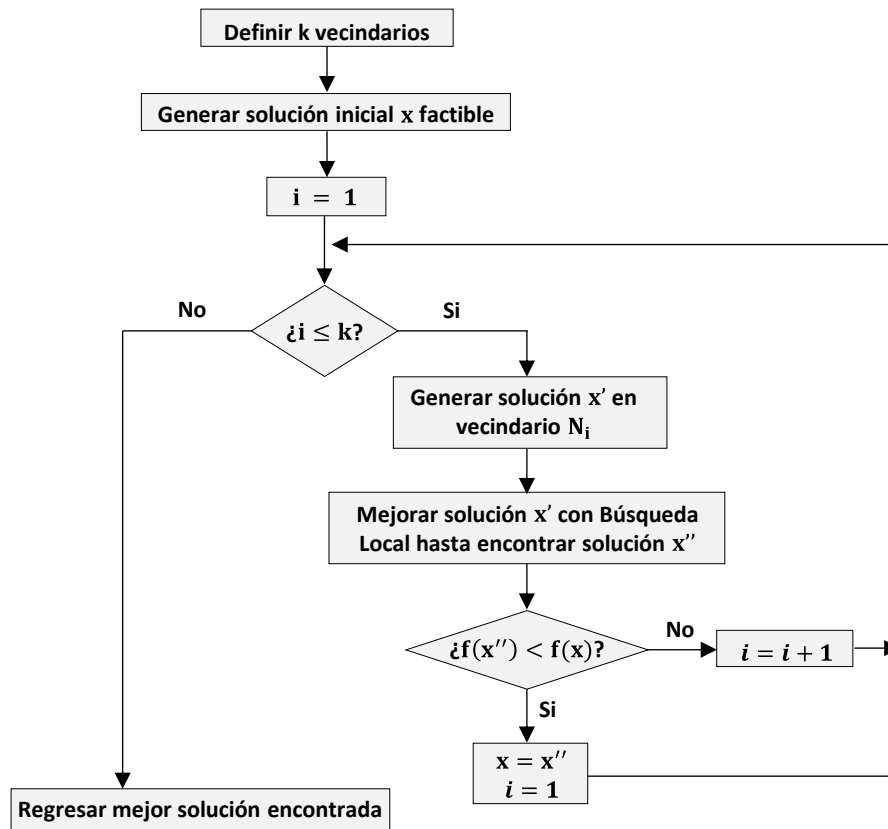 Definir k vecindarios
Generar solución inicial x factible
i = 1
No
Si
¿i ≤ k?
Generar solución x' en
vecindario Nᵢ
Mejorar solución x' con Búsqueda
Local hasta encontrar solución x''
¿f(x'') < f(x)?
No
i = i + 1
Si
x = x''
i = 1
Regresar mejor solución encontrada